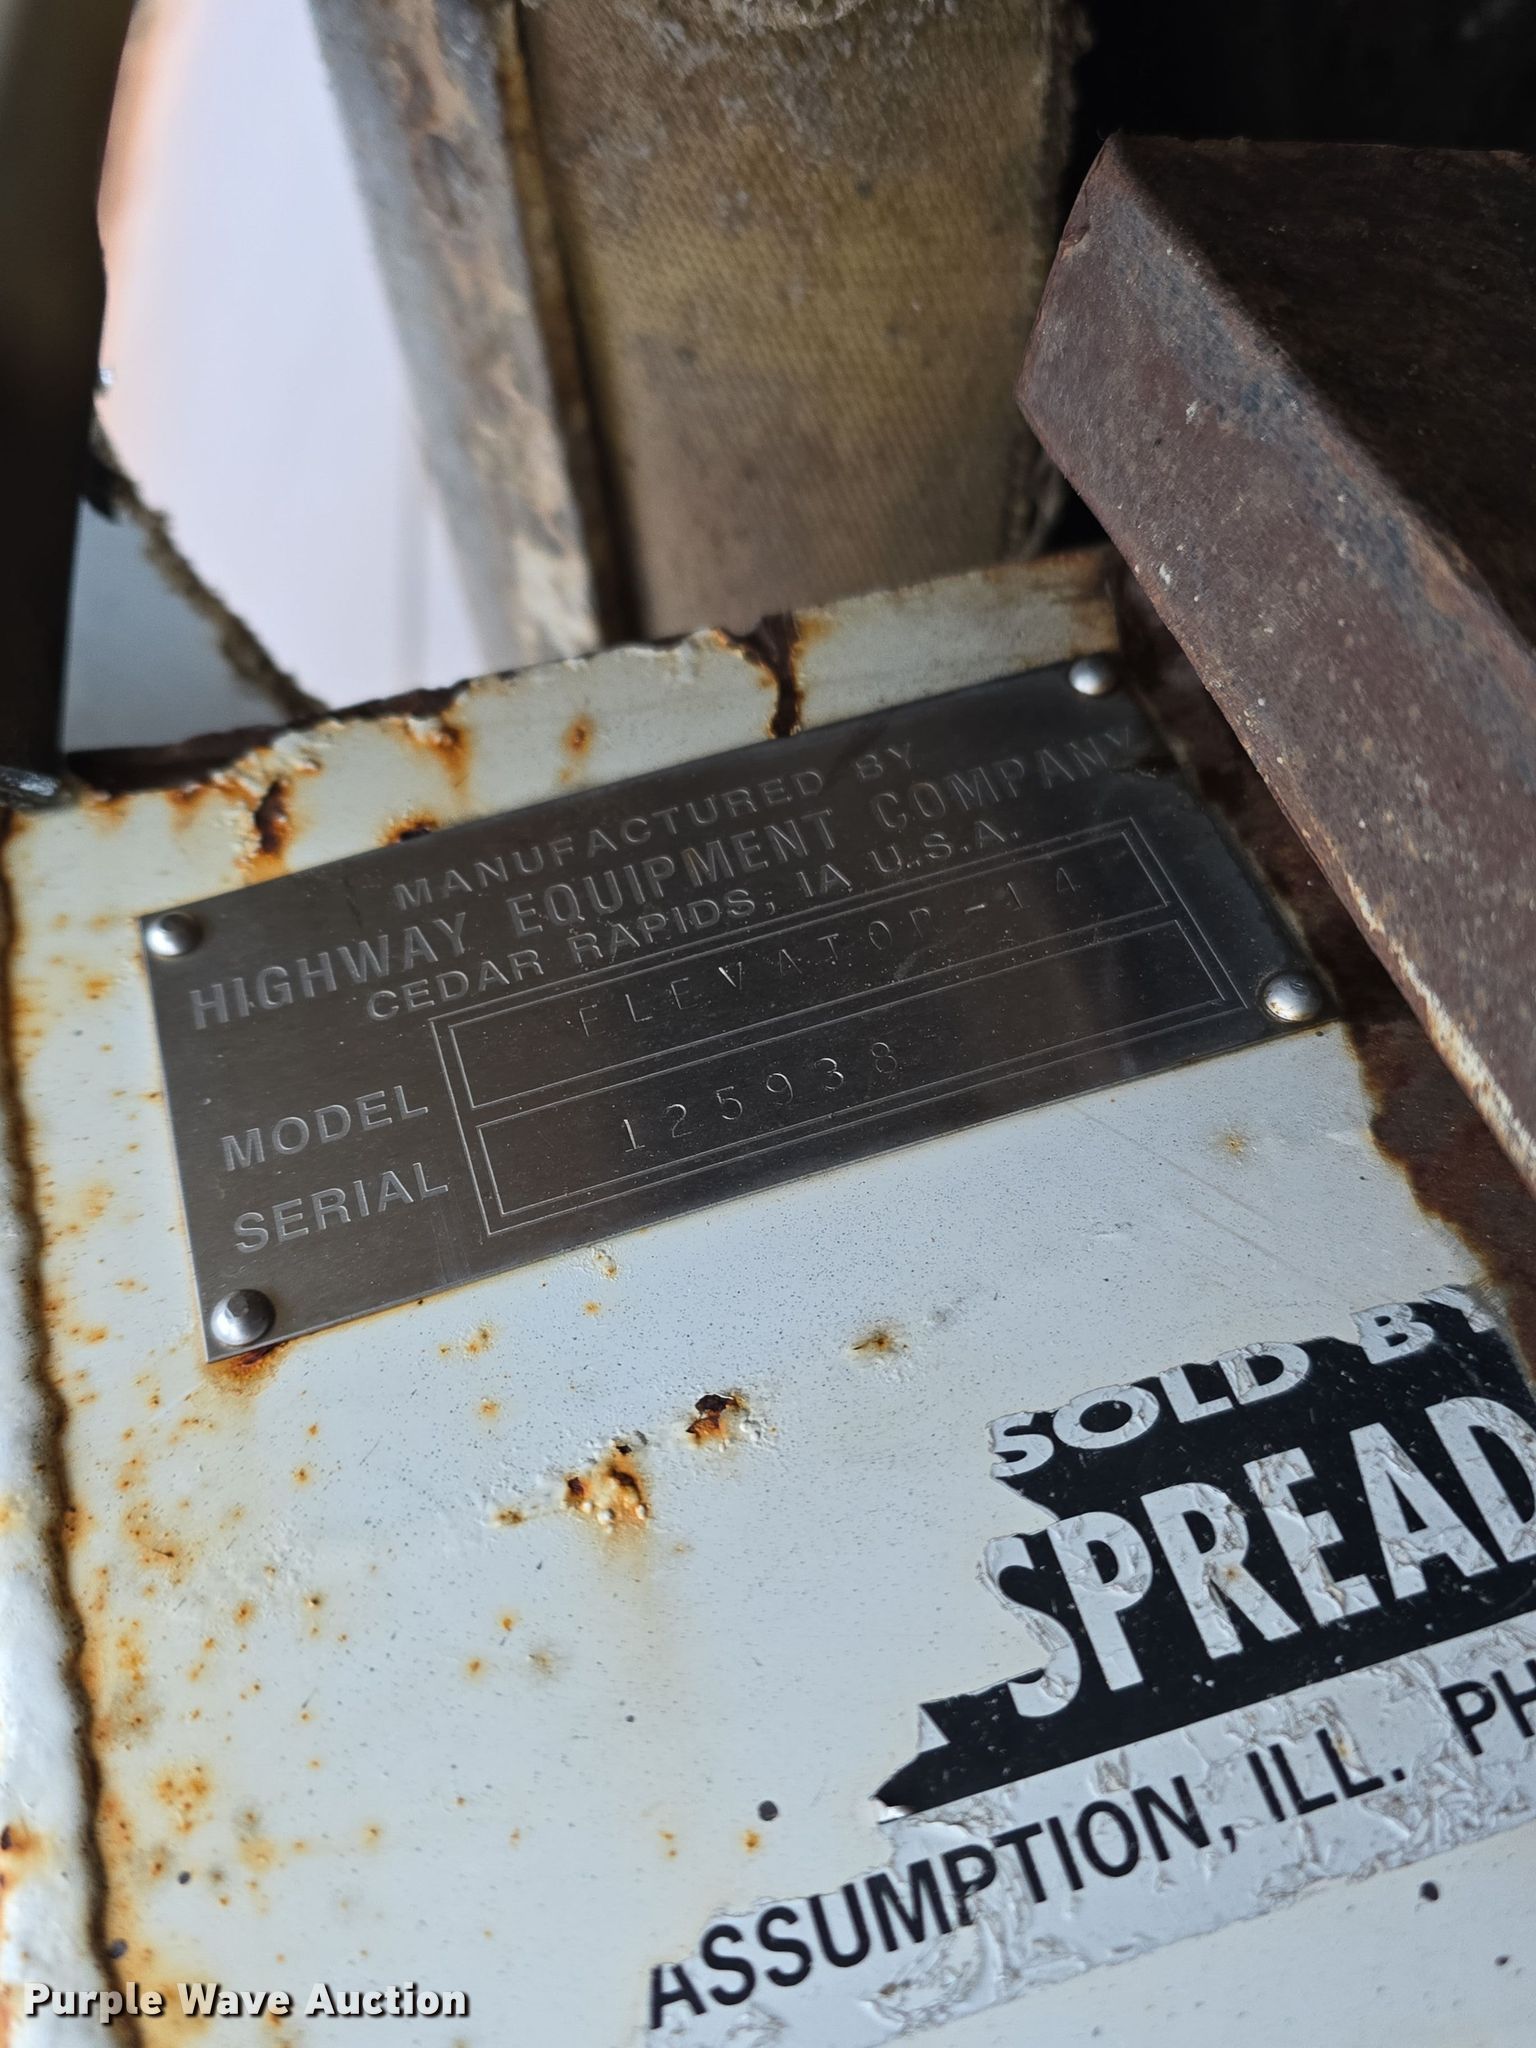 MANUFACTURED BY
HIGHWAY EQUIPMENT COMPANY
CEDAR RAPIDS, IA U.S.A.
MODEL ELEVATOR-14
SERIAL 125938
SOLD BY
SPREAD
ASSUMPTION, ILL. PH
Purple Wave Auction